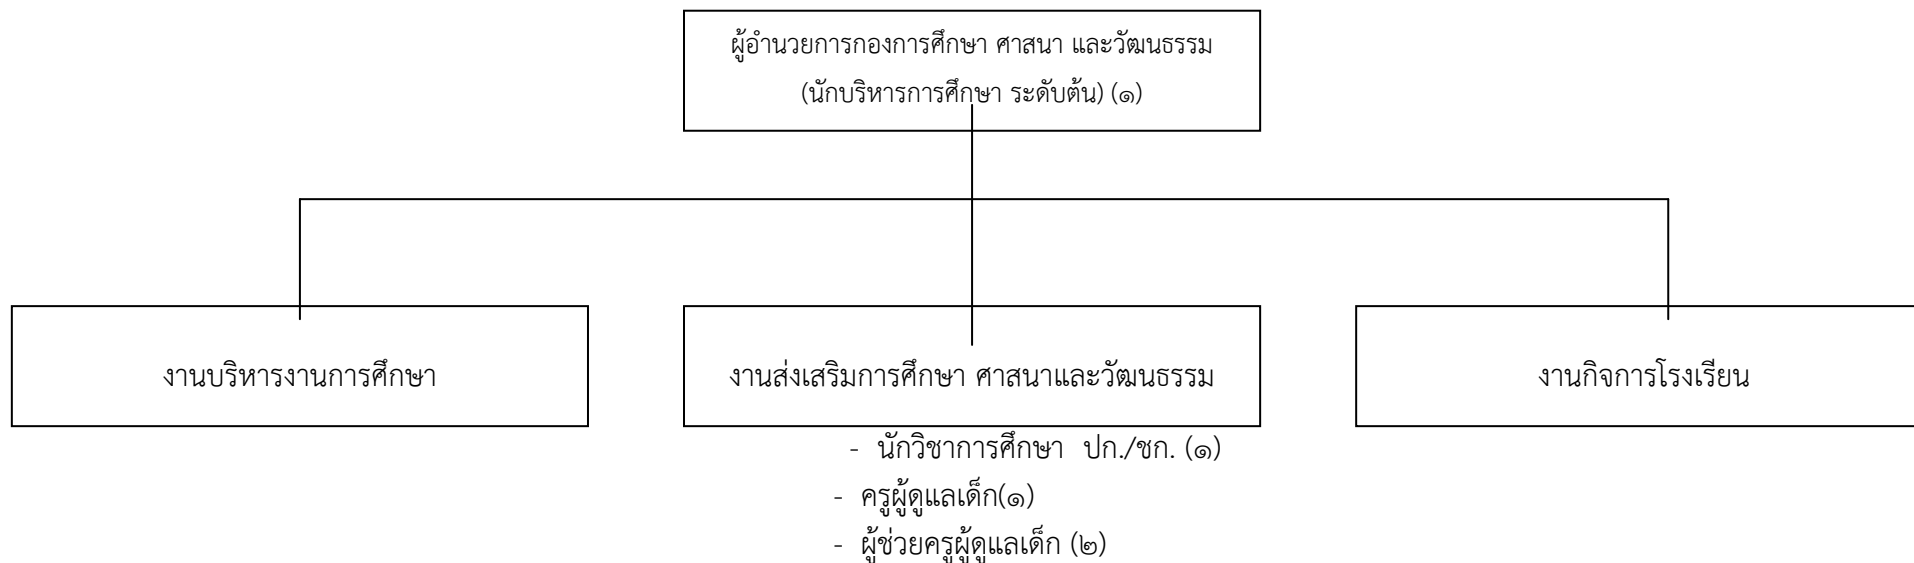 ผู้อำนวยการกองการศึกษา ศาสนา และวัฒนธรรม
(นักบริหารการศึกษา ระดับต้น) (๑)
งานบริหารงานการศึกษา
งานส่งเสริมการศึกษา ศาสนาและวัฒนธรรม
งานกิจการโรงเรียน
- นักวิชาการศึกษา ปก./ชก. (๑)
- ครูผู้ดูแลเด็ก(๑)
- ผู้ช่วยครูผู้ดูแลเด็ก (๒)